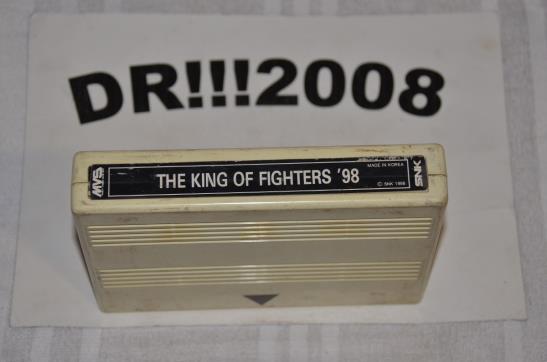 DR!!!2008
MVS
THE KING OF FIGHTERS '98
MADE IN KOREA
© SNK 1998
SNK